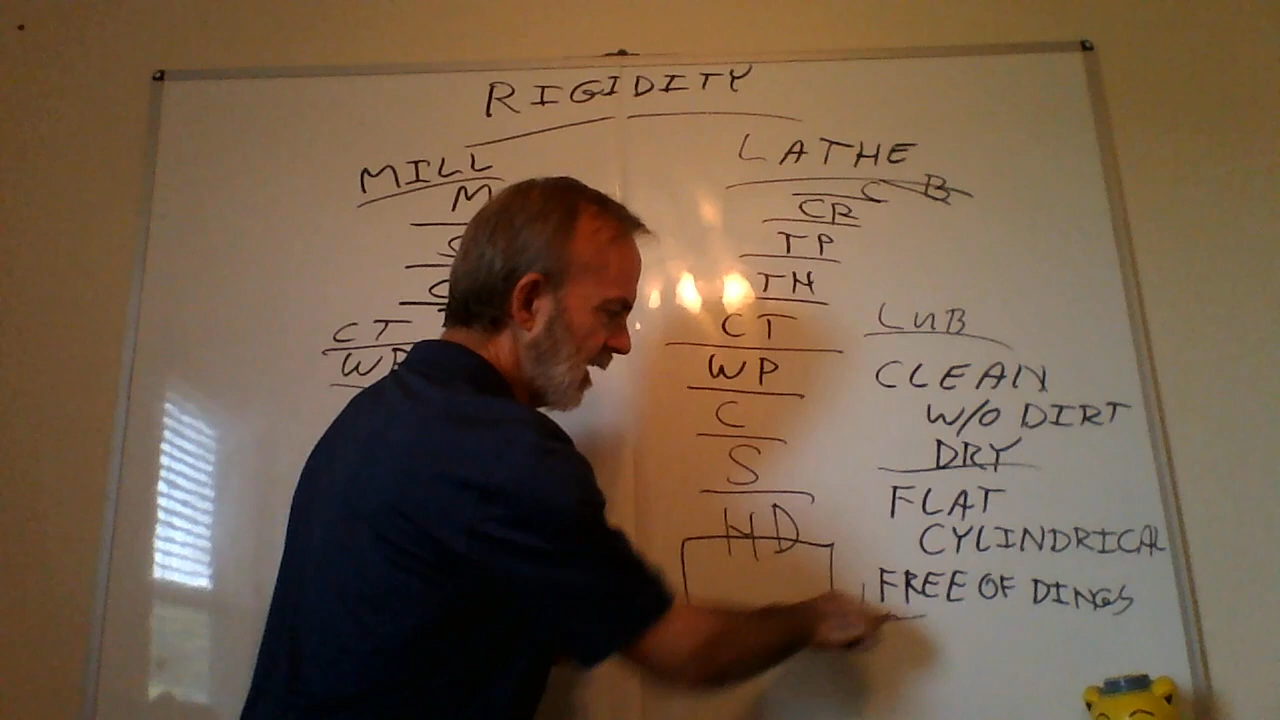 RIGIDITY
MILL
M
CT
WP
LATHE
C B
CR
TP
TH
CT
WP
C
S
HD
LUB
CLEAN
W/O DIRT
DRY
FLAT
CYLINDRICAL
FREE OF DINGS